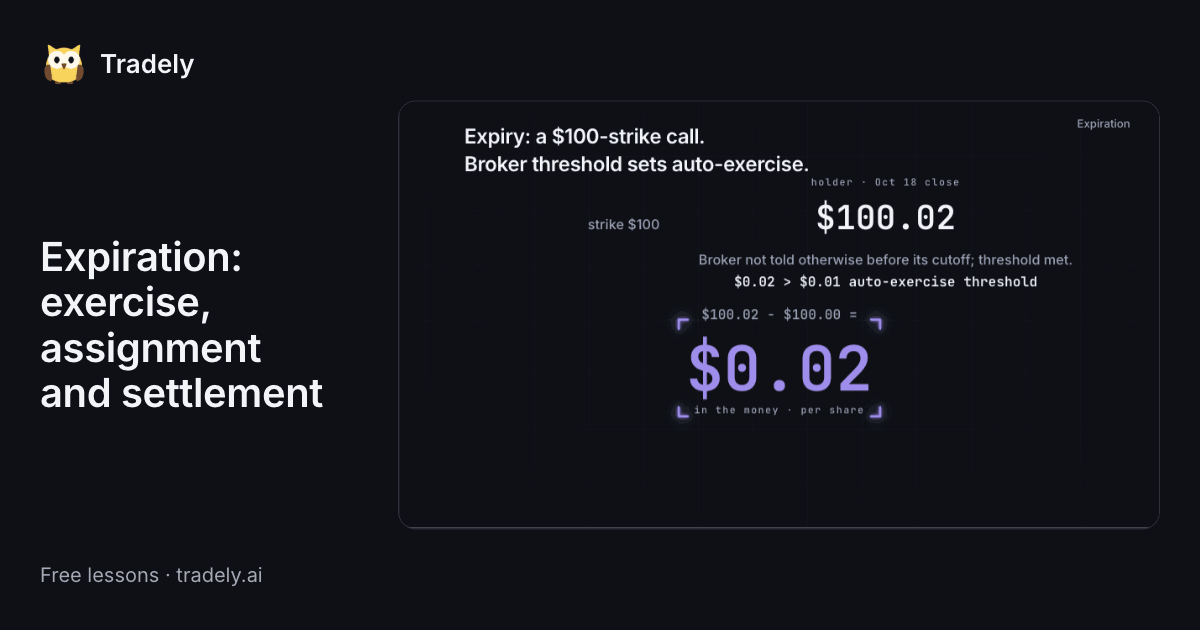 Tradely
Expiration:
exercise,
assignment
and settlement
Free lessons · tradely.ai
Expiration
Expiry: a $100-strike call.
Broker threshold sets auto-exercise.
holder · Oct 18 close
strike $100
$100.02
Broker not told otherwise before its cutoff; threshold met.
$0.02 > $0.01 auto-exercise threshold
$100.02 - $100.00 =
$0.02
in the money · per share